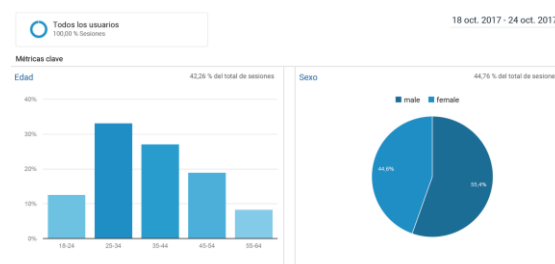 Todos los usuarios
100,00 % Sesiones
18 oct. 2017 - 24 oct. 2017
Métricas clave
Edad
42,26 % del total de sesiones
40%
30%
20%
10%
0%
18-24
25-34
35-44
45-54
55-64
Sexo
44,76 % del total de sesione
male
female
44,6%
55,4%